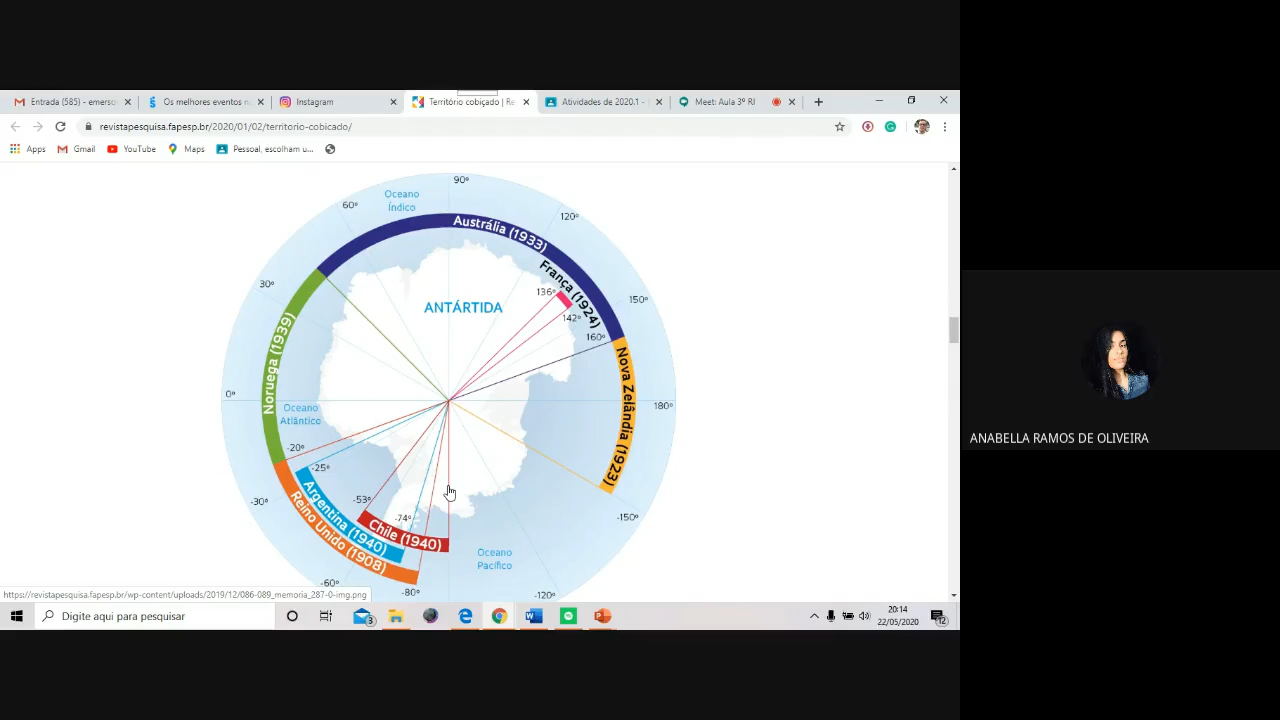 Entrada (585) - emerso
Os melhores eventos n
Instagram
Território cobiçado | Re
Atividades de 2020.1 -
Meet: Aula 3º RI
revistapesquisa.fapesp.br/2020/01/02/territorio-cobicado/
Apps
Gmail
YouTube
Maps
Pessoal, escolham u...
90º
Oceano
Índico
60º
120º
Austrália (1933)
30º
França (1924)
136º
150º
ANTÁRTIDA
142º
160º
Noruega (1939)
Nova Zelândia (1923)
0º
Oceano
Atlântico
180º
-20º
-25º
-30º
Argentina (1940)
Reino Unido (1908)
-53º
-74º
Chile (1940)
-150º
Oceano
Pacífico
-60º
-80º
-120º
https://revistapesquisa.fapesp.br/wp-content/uploads/2019/12/086-089_memoria_287-0-img.png
Digite aqui para pesquisar
3
20:14
22/05/2020
12
ANABELLA RAMOS DE OLIVEIRA